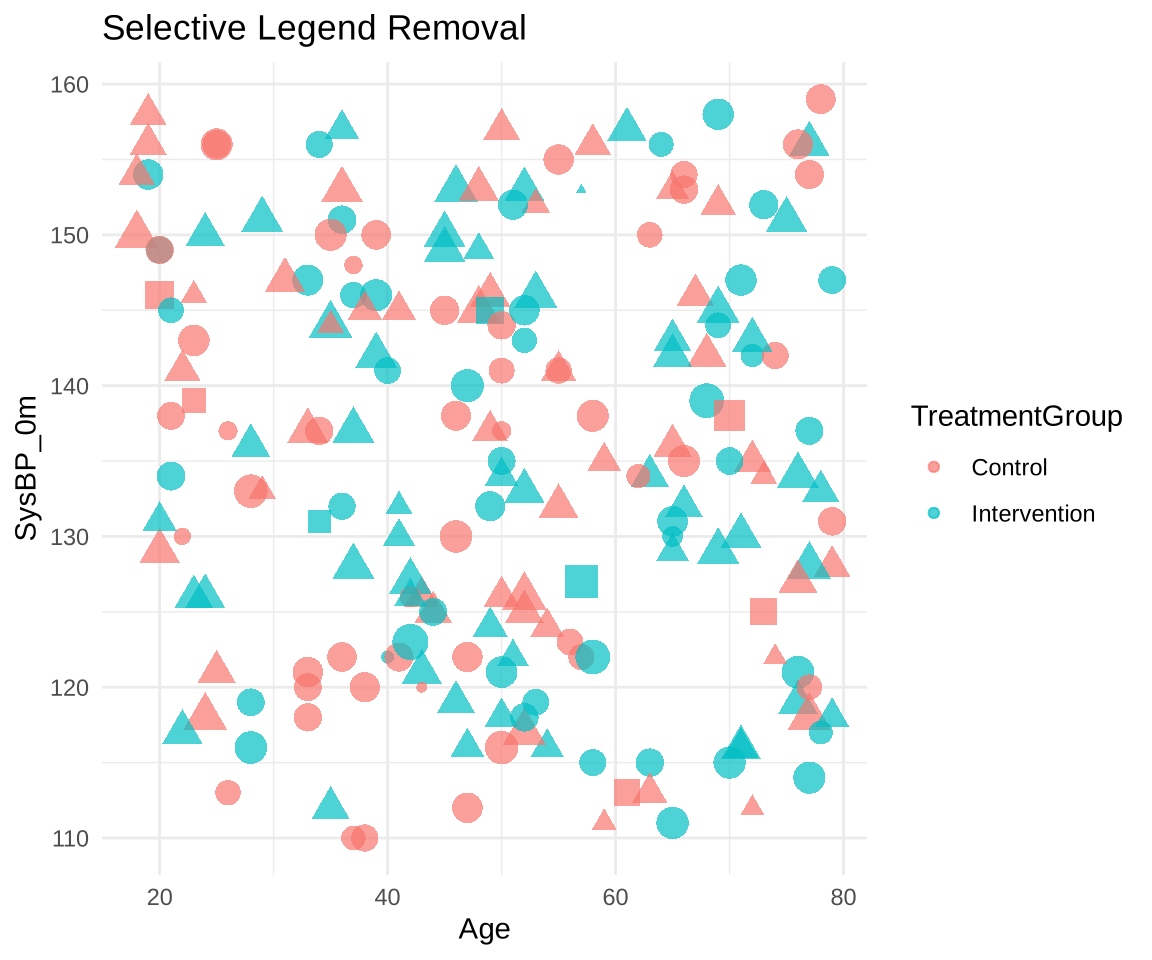 Selective Legend Removal
160
150
140
130
120
110
SysBP_0m
20 40 60 80
Age
TreatmentGroup
Control
Intervention